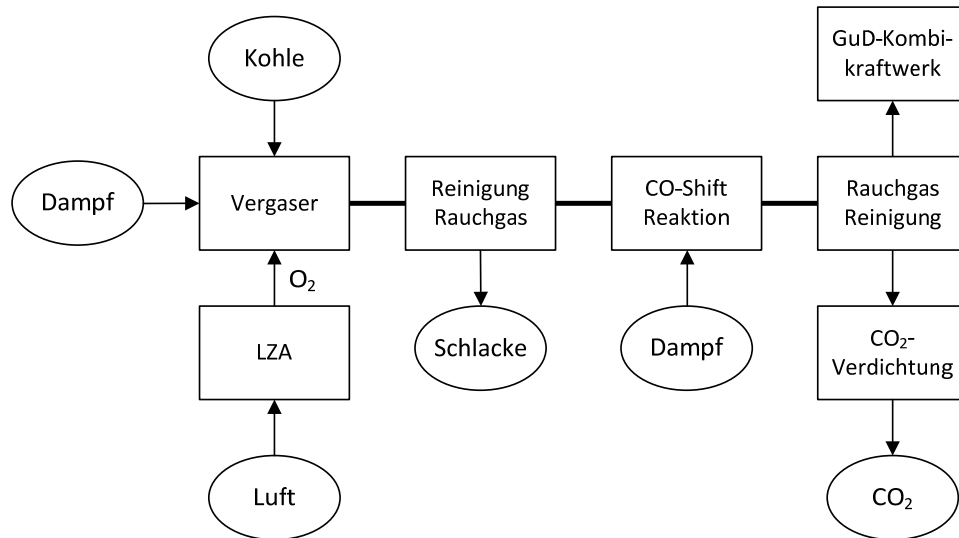 Kohle
GuD-Kombi-
kraftwerk
Dampf
Vergaser
Reinigung
Rauchgas
CO-Shift
Reaktion
Rauchgas
Reinigung
O₂
LZA
Schlacke
Dampf
CO₂-
Verdichtung
Luft
CO₂